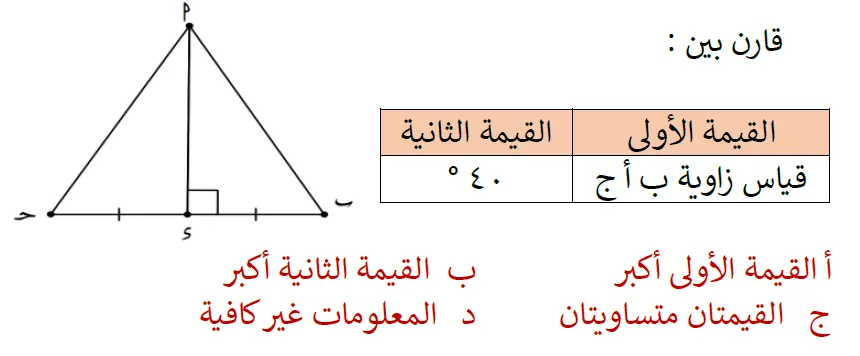 قارن بين :
القيمة الأولى القيمة الثانية
قياس زاوية ب أ ج ٤٠ °
أ القيمة الأولى أكبر ب القيمة الثانية أكبر
ج القيمتان متساويتان د المعلومات غير كافية
م
ب
ء
حـ